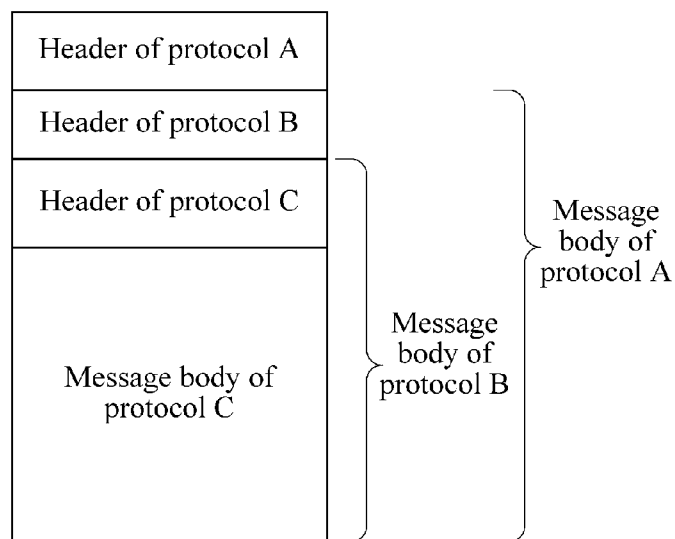 Header of protocol A
Header of protocol B
Header of protocol C
Message body of
protocol C
Message
body of
protocol B
Message
body of
protocol A